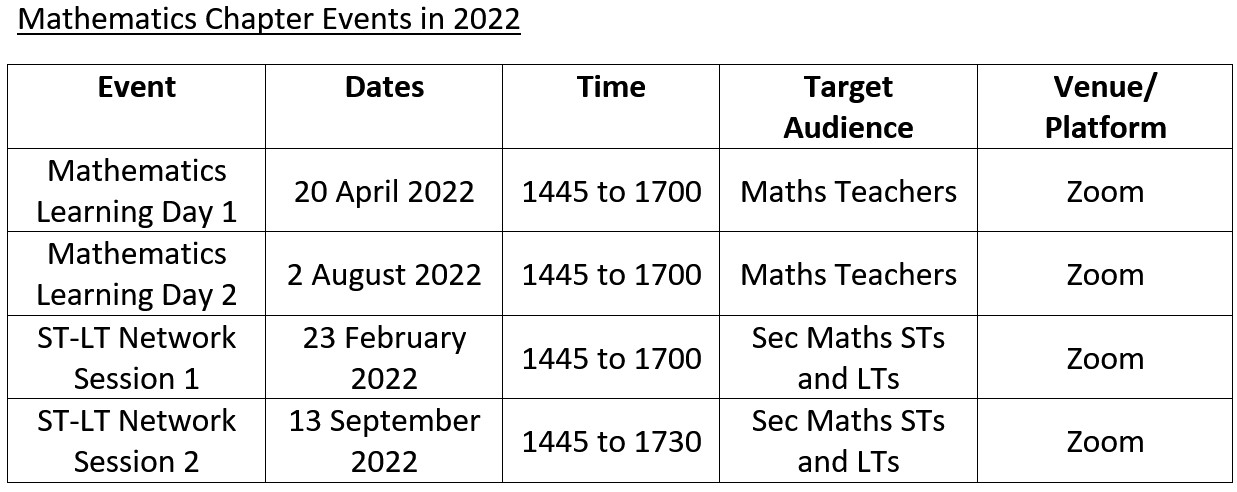 Mathematics Chapter Events in 2022
Event Dates Time Target Audience Venue/ Platform
Mathematics Learning Day 1 20 April 2022 1445 to 1700 Maths Teachers Zoom
Mathematics Learning Day 2 2 August 2022 1445 to 1700 Maths Teachers Zoom
ST-LT Network Session 1 23 February 2022 1445 to 1700 Sec Maths STs and LTs Zoom
ST-LT Network Session 2 13 September 2022 1445 to 1730 Sec Maths STs and LTs Zoom